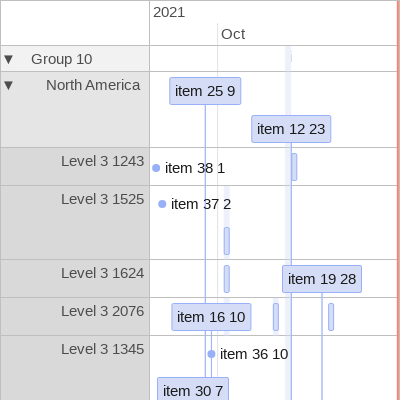 2021
Oct
▼ Group 10
▼ North America
item 25 9
item 12 23
Level 3 1243
item 38 1
Level 3 1525
item 37 2
Level 3 1624
item 19 28
Level 3 2076
item 16 10
Level 3 1345
item 36 10
item 30 7